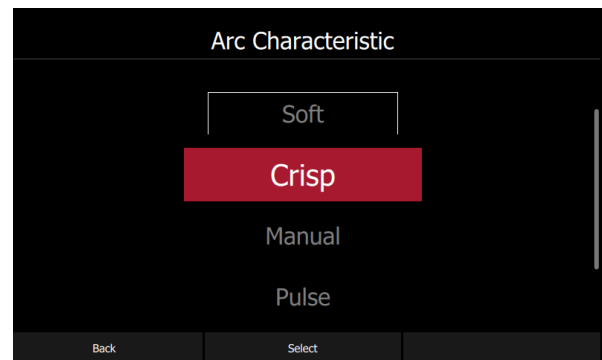 Arc Characteristic
Soft
Crisp
Manual
Pulse
Back
Select